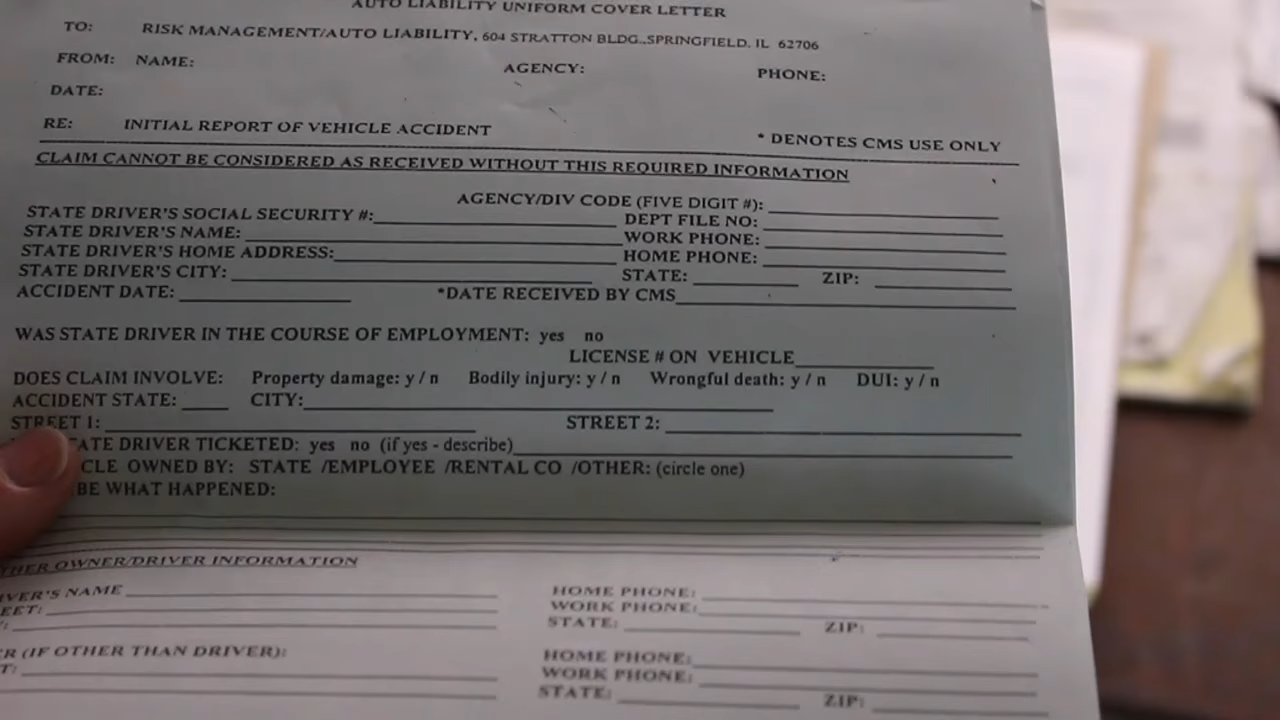 AUTO LIABILITY UNIFORM COVER LETTER
TO: RISK MANAGEMENT/AUTO LIABILITY, 604 STRATTON BLDG.,SPRINGFIELD, IL 62706
FROM: NAME: AGENCY: PHONE:
DATE:
RE: INITIAL REPORT OF VEHICLE ACCIDENT * DENOTES CMS USE ONLY
CLAIM CANNOT BE CONSIDERED AS RECEIVED WITHOUT THIS REQUIRED INFORMATION
AGENCY/DIV CODE (FIVE DIGIT #):
STATE DRIVER'S SOCIAL SECURITY #: DEPT FILE NO:
STATE DRIVER'S NAME: WORK PHONE:
STATE DRIVER'S HOME ADDRESS: HOME PHONE:
STATE DRIVER'S CITY: STATE: ZIP:
ACCIDENT DATE: *DATE RECEIVED BY CMS
WAS STATE DRIVER IN THE COURSE OF EMPLOYMENT: yes no
LICENSE # ON VEHICLE
DOES CLAIM INVOLVE: Property damage: y / n Bodily injury: y / n Wrongful death: y / n DUI: y / n
ACCIDENT STATE: CITY:
STREET 1: STREET 2:
ATE DRIVER TICKETED: yes no (if yes - describe)
CLE OWNED BY: STATE /EMPLOYEE /RENTAL CO /OTHER: (circle one)
BE WHAT HAPPENED:
THER OWNER/DRIVER INFORMATION
IVER'S NAME HOME PHONE:
EET: WORK PHONE:
: STATE: ZIP:
R (IF OTHER THAN DRIVER): HOME PHONE:
T: WORK PHONE:
STATE: ZIP: